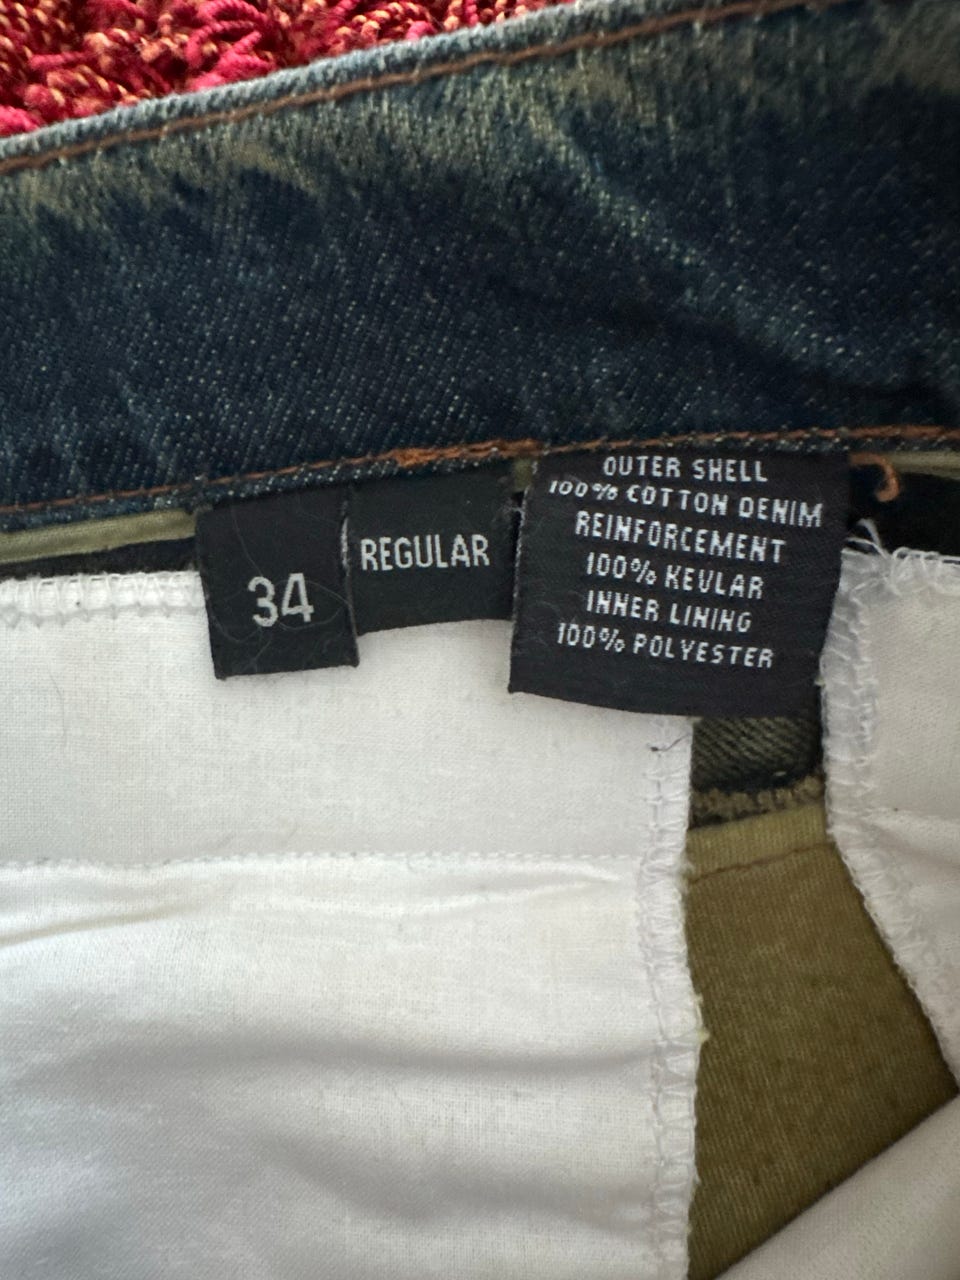 34
REGULAR
OUTER SHELL
100% COTTON DENIM
REINFORCEMENT
100% KEVLAR
INNER LINING
100% POLYESTER